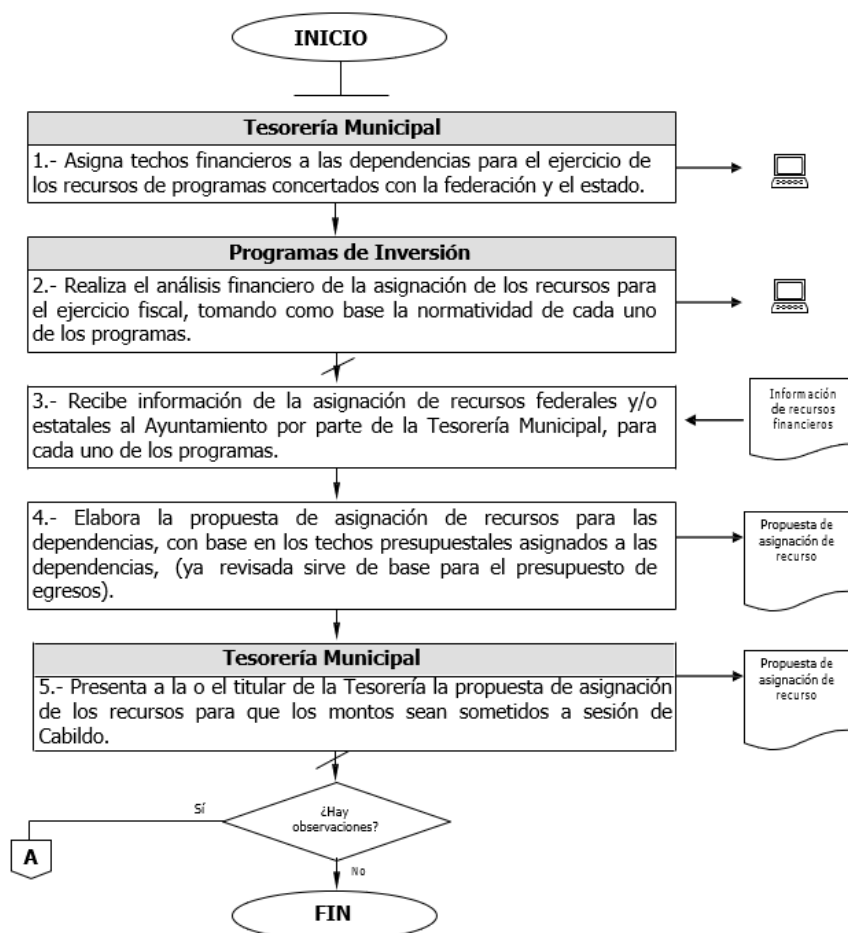 INICIO
Tesorería Municipal
1.- Asigna techos financieros a las dependencias para el ejercicio de
los recursos de programas concertados con la federación y el estado.
Programas de Inversión
2.- Realiza el análisis financiero de la asignación de los recursos para
el ejercicio fiscal, tomando como base la normatividad de cada uno
de los programas.
3.- Recibe información de la asignación de recursos federales y/o
estatales al Ayuntamiento por parte de la Tesorería Municipal, para
cada uno de los programas.
Información
de recursos
financieros
4.- Elabora la propuesta de asignación de recursos para las
dependencias, con base en los techos presupuestales asignados a las
dependencias, (ya revisada sirve de base para el presupuesto de
egresos).
Propuesta de
asignación de
recurso
Tesorería Municipal
5.- Presenta a la o el titular de la Tesorería la propuesta de asignación
de los recursos para que los montos sean sometidos a sesión de
Cabildo.
Propuesta de
asignación de
recurso
Sí
¿Hay
observaciones?
A
No
FIN